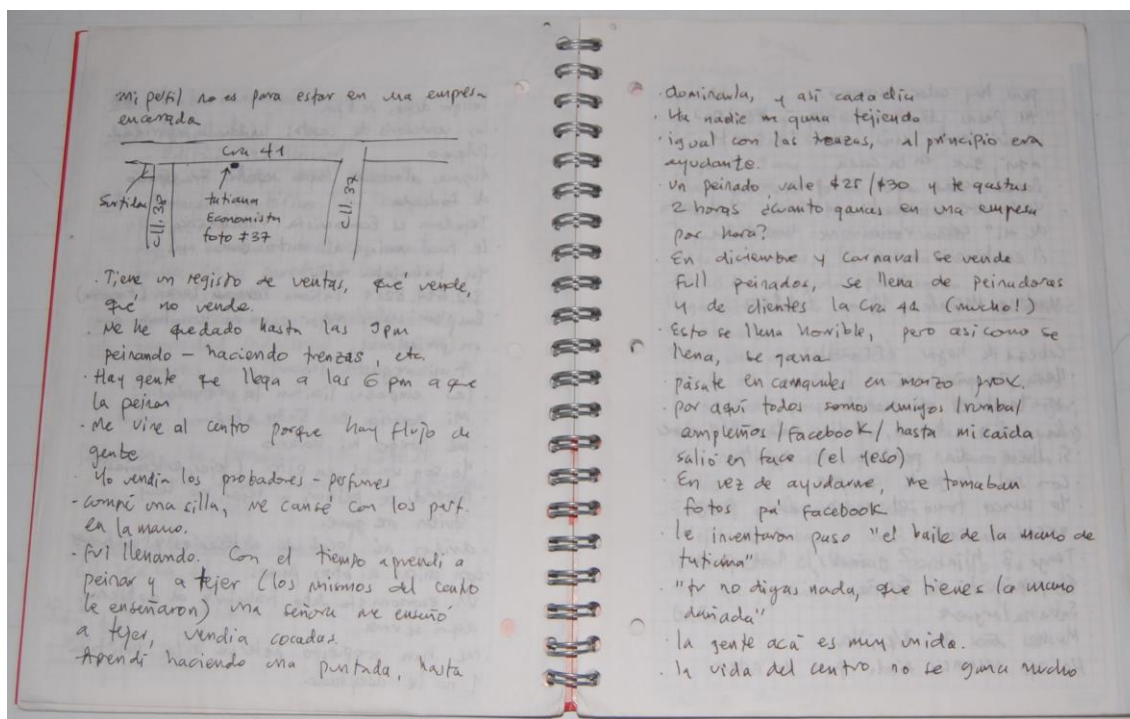 Mi perfil no es para estar en una empresa
encerrada
Cra 41
Surtilar
Cll. 38
tatiana
Economista
foto #37
Cll. 37
. Tiene un registro de ventas, qué vende,
qué no vende.
. Me he quedado hasta las 9pm
peinando - haciendo trenzas, etc.
. Hay gente que llega a las 6 pm a que
la peinen
. Me vine al centro porque hay flujo de
gente
. Yo vendía los probadores - perfumes
- compré una silla, me cansé con los perf.
en la mano.
. fui llenando. Con el tiempo aprendí a
peinar y a tejer (los mismos del centro
le enseñaron) una señora me enseñó
a tejer, vendía cocadas.
. Aprendí haciendo una puntada, hasta
. dominarla, y así cada día
. Ya nadie me gana tejiendo
. igual con las trenzas, al principio era
ayudante.
. un peinado vale $25/$30 y te gastas
2 horas ¿cuánto ganas en una empresa
por hora?
. En diciembre y Carnaval se vende
full peinados, se llena de peinadoras
y de clientes la Cra 41 (mucho!)
. Esto se llena horrible, pero así como se
llena, se gana
. pásate en carnavales en marzo
. por aquí todos somos amigos /rumba/
/Facebook/ hasta mi caída
salió en face (el yeso)
. En vez de ayudarme, me tomaban
fotos pa' facebook.
. le inventaron paso "el baile de la mano de
tatiana"
. "tu no digas nada, que tienes la mano
dañada"
. la gente acá es muy unida.
. la vida del centro, no se gana mucho